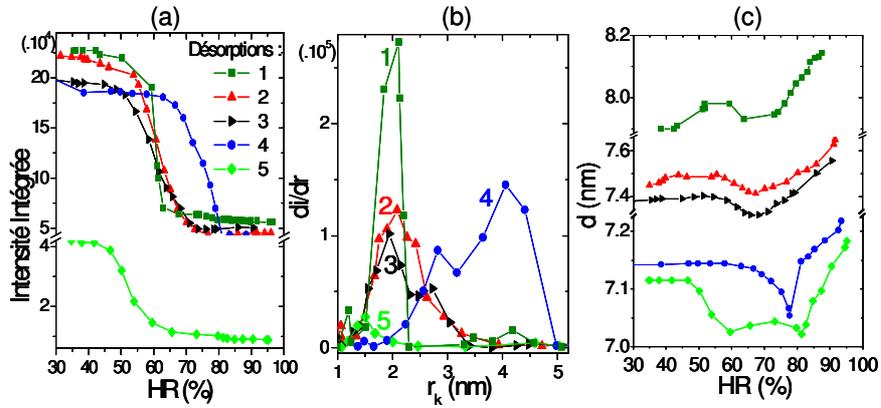 (a)
(.10⁴)
Intensité Intégrée
20
15
10
5
4
2
Désorptions :
1
2
3
4
5
30 40 50 60 70 80 90 100
HR (%)
(b)
(.10⁵)
di/dr
2
1
0
1
2
3
4
5
1 2 3 4 5
rₖ (nm)
(c)
d (nm)
8.2
8.0
7.6
7.4
7.2
7.1
7.0
30 40 50 60 70 80 90 100
HR (%)